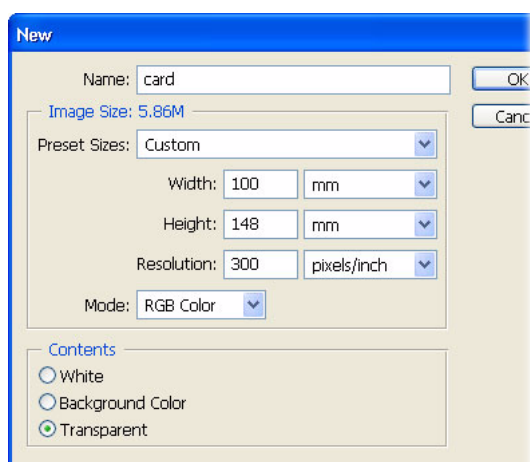 New
Name: card
OK
Image Size: 5.86M
Preset Sizes: Custom
Width: 100 mm
Height: 148 mm
Resolution: 300 pixels/inch
Mode: RGB Color
Contents
White
Background Color
Transparent